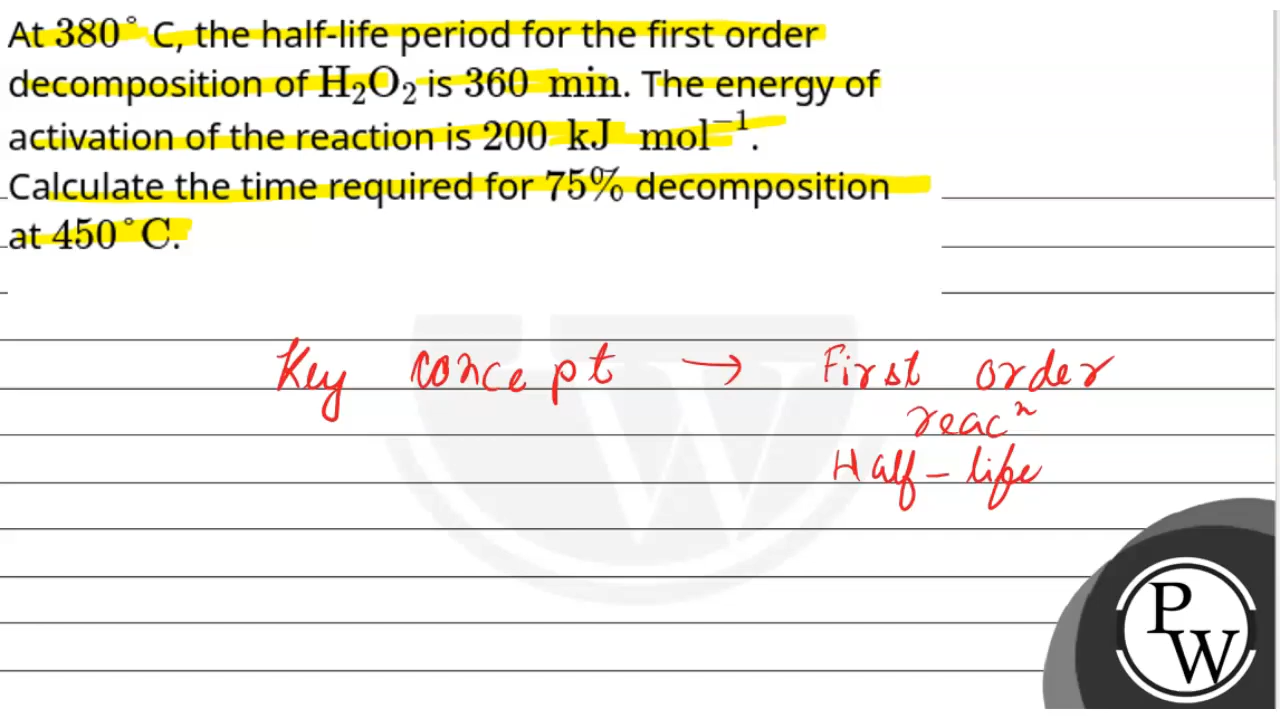 At 380° C, the half-life period for the first order
decomposition of H₂O₂ is 360 min. The energy of
activation of the reaction is 200 kJ mol⁻¹.
Calculate the time required for 75% decomposition
at 450°C.
Key concept → First order
reacⁿ
Half-life
PW